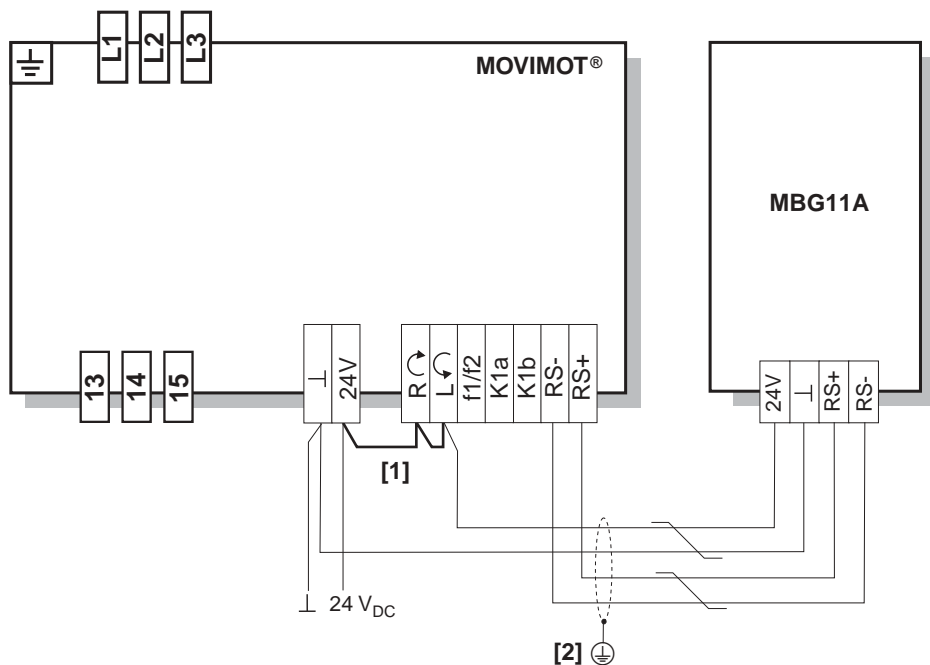 L1
L2
L3
MOVIMOT®
MBG11A
13
14
15
⊥
24V
R
L
f1/f2
K1a
K1b
RS-
RS+
24V
⊥
RS+
RS-
[1]
⊥ 24 VDC
[2]